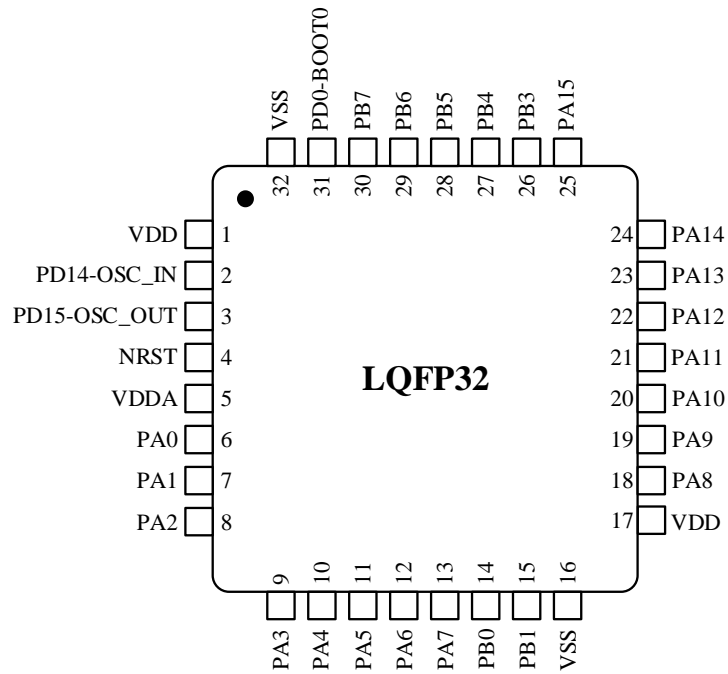 VSS
PD0-BOOT0
PB7
PB6
PB5
PB4
PB3
PA15
32
31
30
29
28
27
26
25
VDD 1
PD14-OSC_IN 2
PD15-OSC_OUT 3
NRST 4
VDDA 5
PA0 6
PA1 7
PA2 8
LQFP32
24 PA14
23 PA13
22 PA12
21 PA11
20 PA10
19 PA9
18 PA8
17 VDD
9
10
11
12
13
14
15
16
PA3
PA4
PA5
PA6
PA7
PB0
PB1
VSS